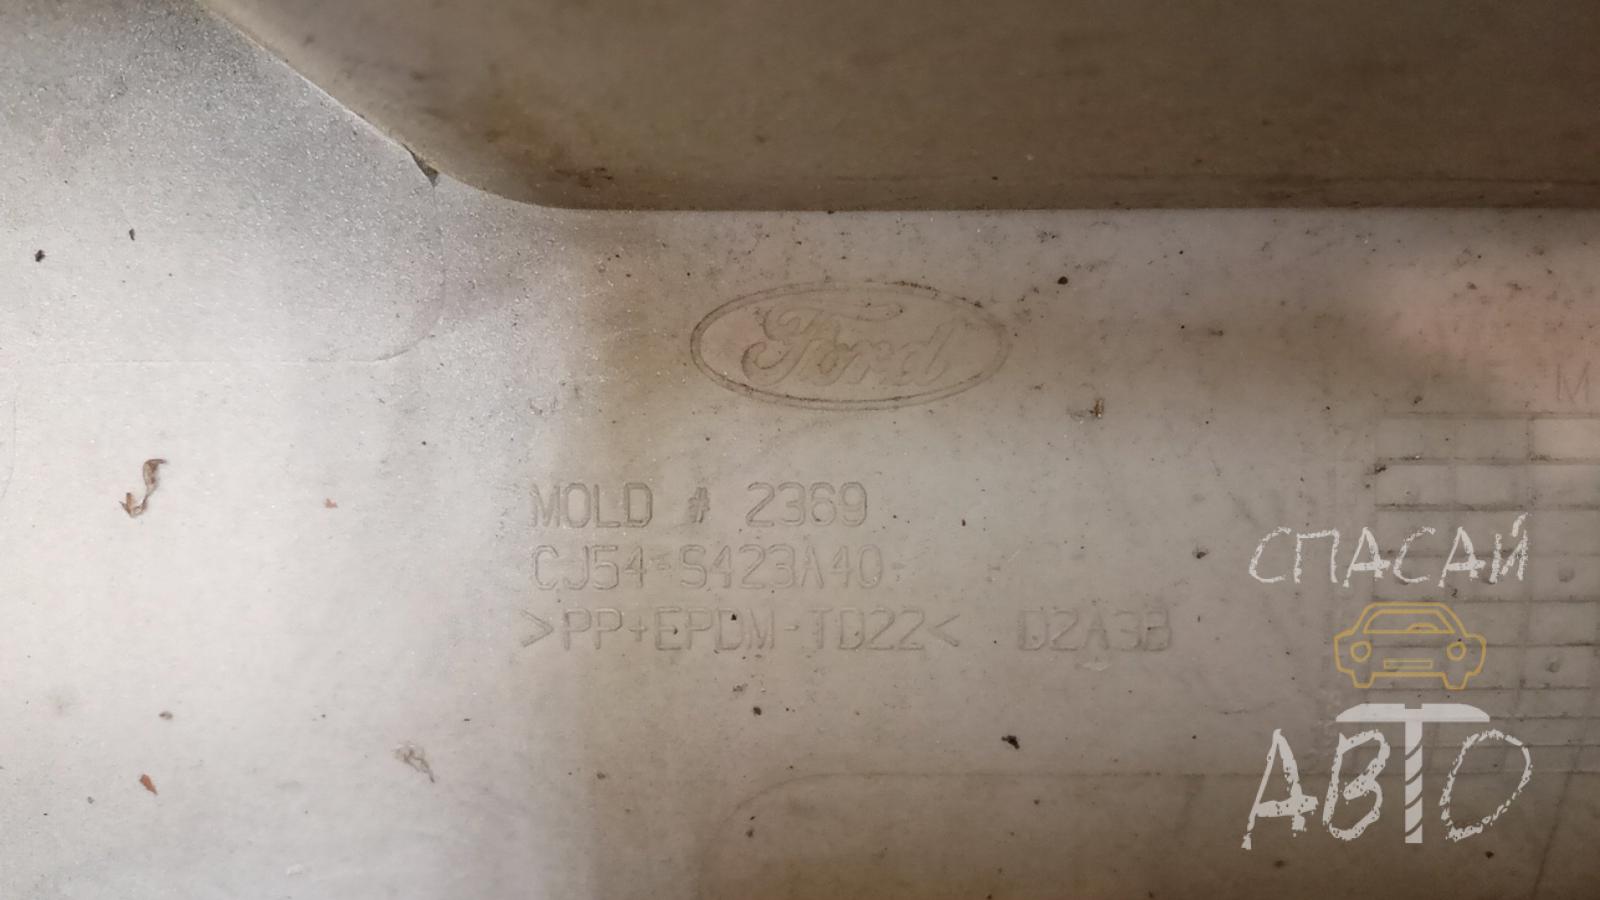 Ford
M
MOLD # 2369
CJ54-S423A40-
>PP+EPDM-TD22< D2A3B
СПАСАЙ
АВТО